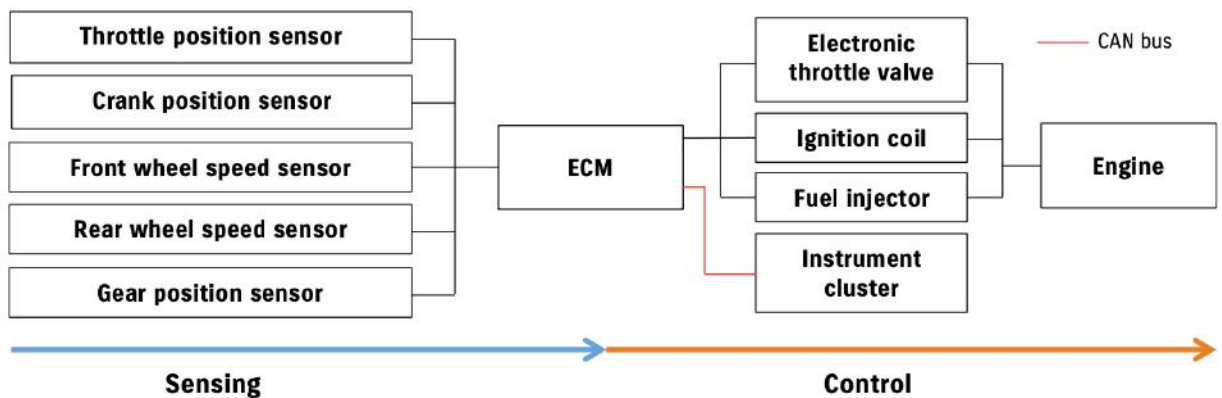 Throttle position sensor
Crank position sensor
Front wheel speed sensor
Rear wheel speed sensor
Gear position sensor
ECM
Electronic
throttle valve
Ignition coil
Fuel injector
Instrument
cluster
Engine
CAN bus
Sensing
Control